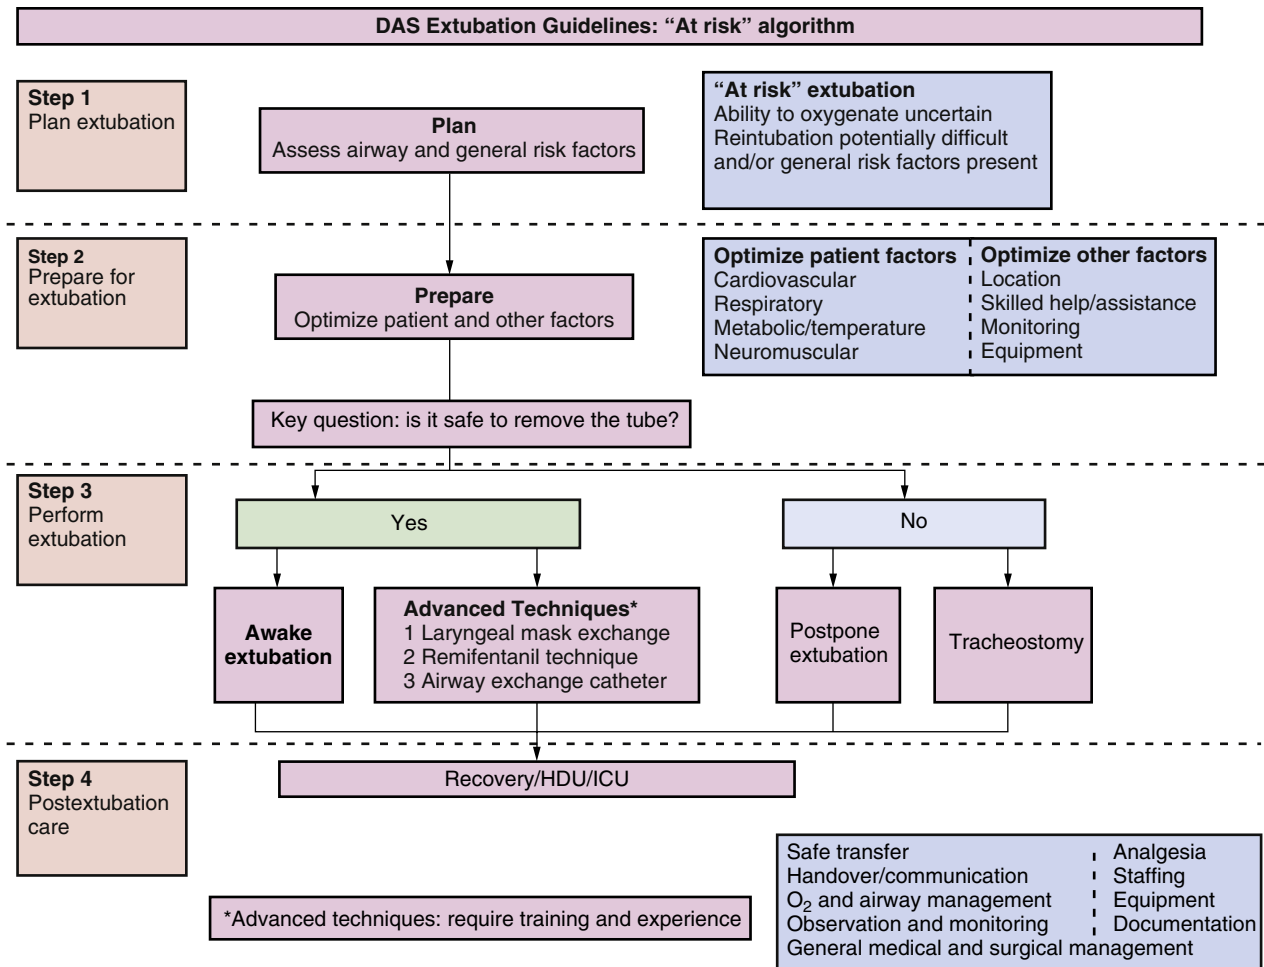 DAS Extubation Guidelines: “At risk” algorithm
Step 1
Plan extubation
Plan
Assess airway and general risk factors
“At risk” extubation
Ability to oxygenate uncertain
Reintubation potentially difficult
and/or general risk factors present
Step 2
Prepare for
extubation
Prepare
Optimize patient and other factors
Optimize patient factors
Cardiovascular
Respiratory
Metabolic/temperature
Neuromuscular
Optimize other factors
Location
Skilled help/assistance
Monitoring
Equipment
Key question: is it safe to remove the tube?
Step 3
Perform
extubation
Yes
No
Awake
extubation
Advanced Techniques*
1 Laryngeal mask exchange
2 Remifentanil technique
3 Airway exchange catheter
Postpone
extubation
Tracheostomy
Step 4
Postextubation
care
Recovery/HDU/ICU
*Advanced techniques: require training and experience
Safe transfer
Handover/communication
O₂ and airway management
Observation and monitoring
General medical and surgical management
Analgesia
Staffing
Equipment
Documentation